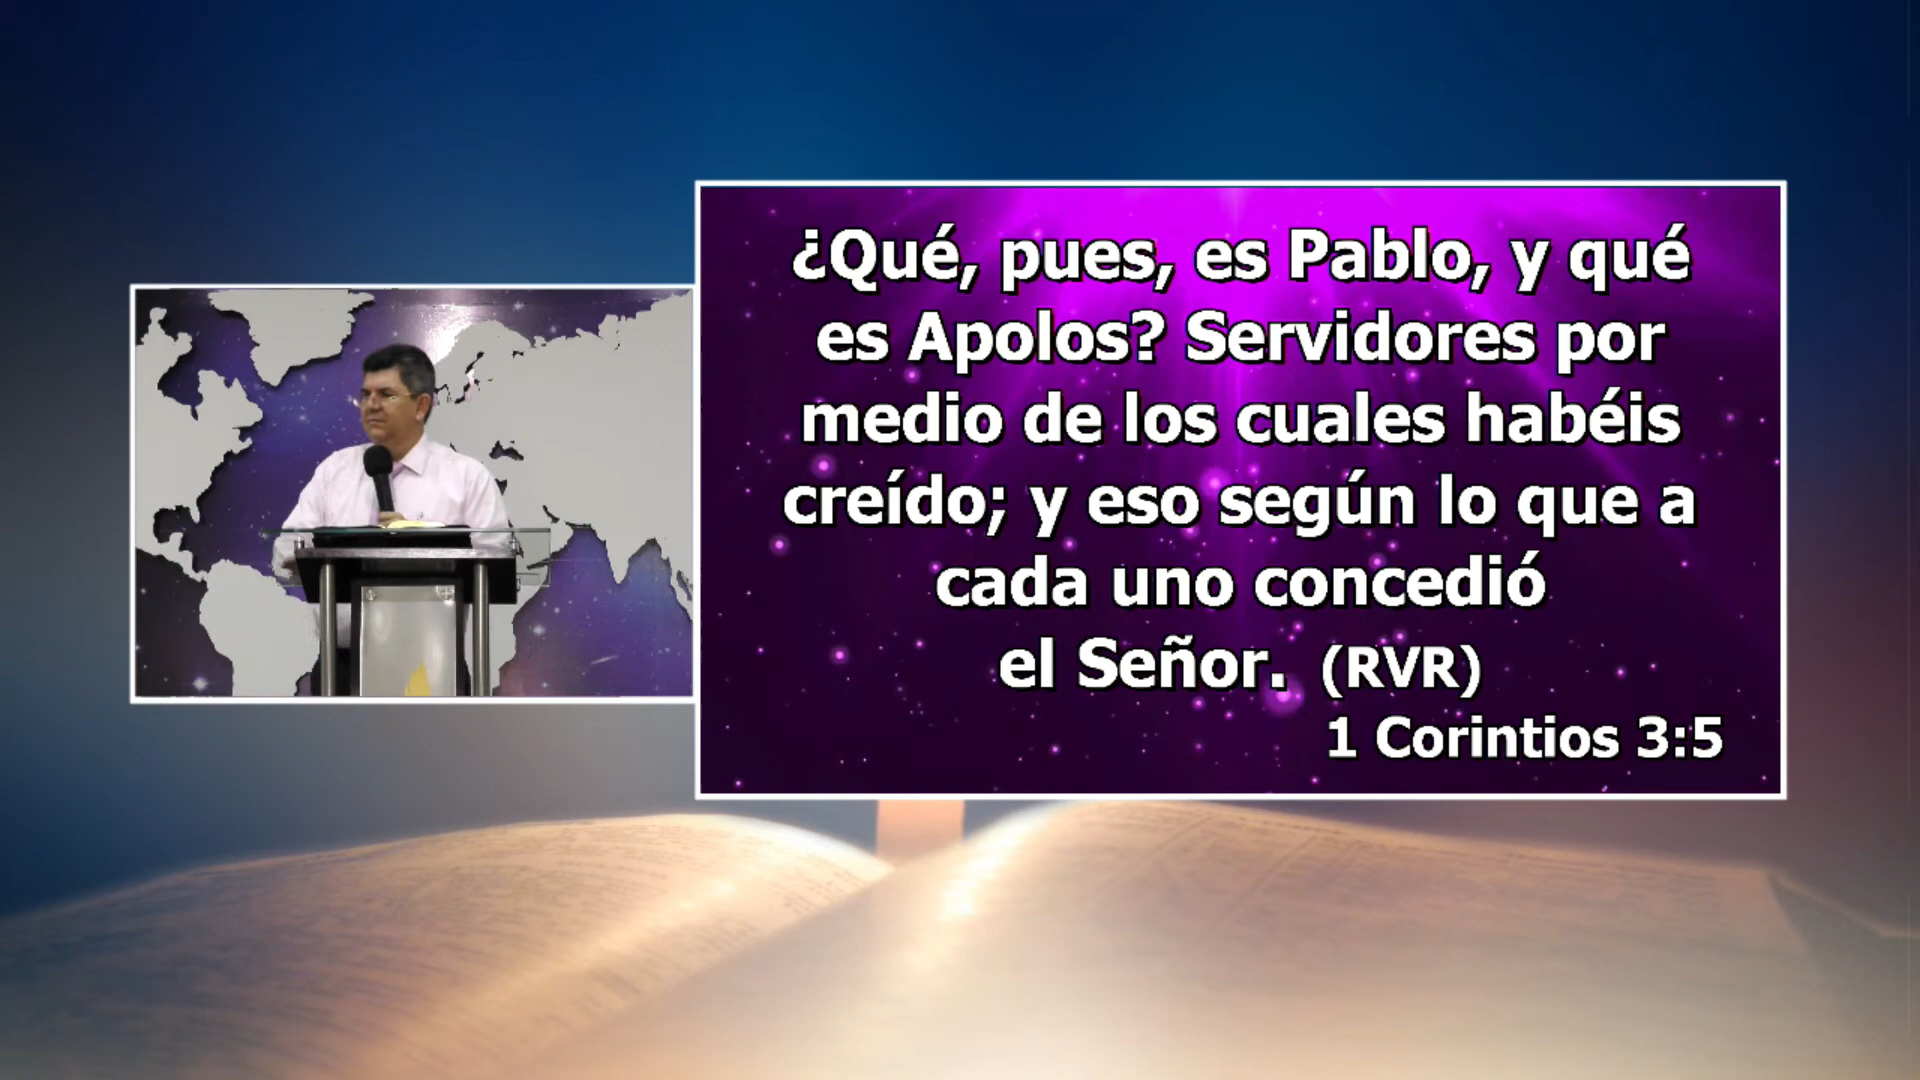 ¿Qué, pues, es Pablo, y qué
es Apolos? Servidores por
medio de los cuales habéis
creído; y eso según lo que a
cada uno concedió
el Señor. (RVR)
1 Corintios 3:5